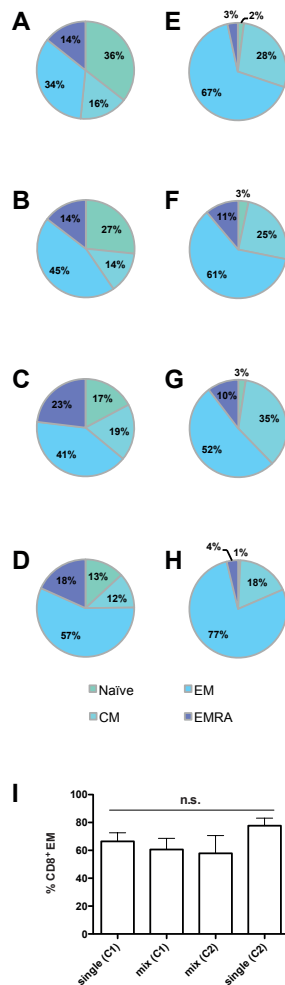 A
14%
36%
34%
16%
E
3%
2%
28%
67%
B
14%
27%
45%
14%
F
3%
11%
25%
61%
C
23%
17%
19%
41%
G
3%
10%
35%
52%
D
18%
13%
12%
57%
H
4%
1%
18%
77%
Naïve
EM
CM
EMRA
I
n.s.
% CD8⁺ EM
100
80
60
40
20
0
single (C1)
mix (C1)
mix (C2)
single (C2)